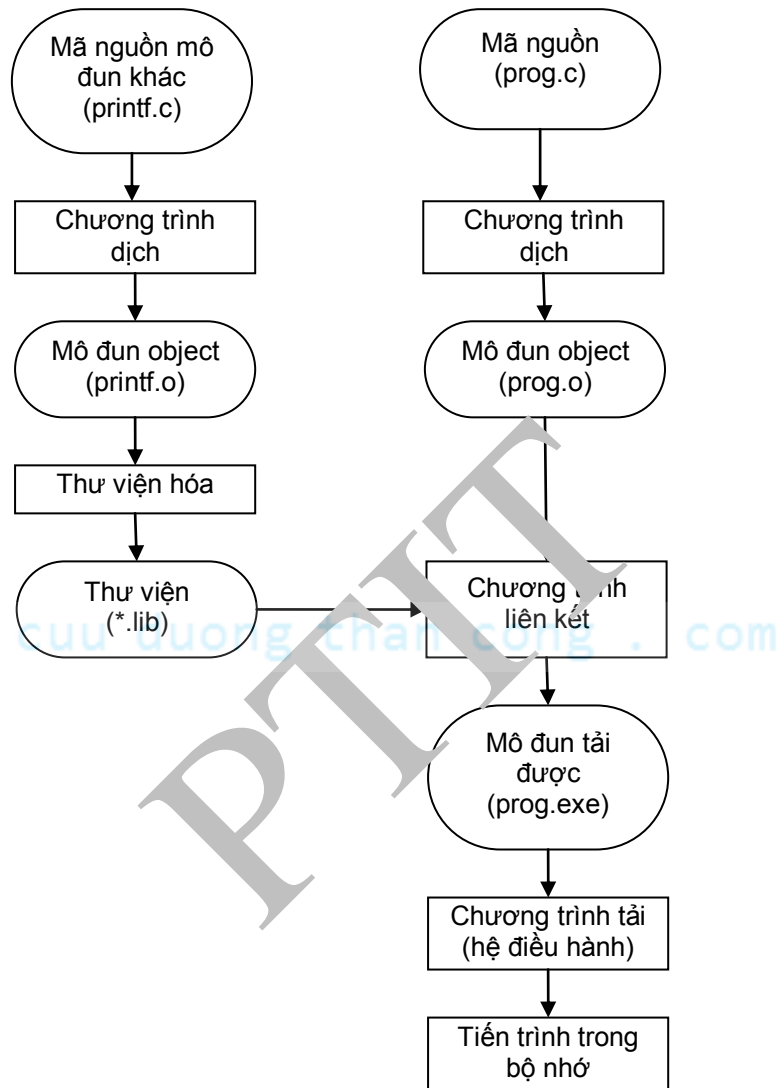 Mã nguồn mô
đun khác
(printf.c)
Mã nguồn
(prog.c)
Chương trình
dịch
Chương trình
dịch
Mô đun object
(printf.o)
Mô đun object
(prog.o)
Thư viện hóa
Thư viện
(*.lib)
Chương trình
liên kết
cuu duong than cong . com
PTIT
Mô đun tải
được
(prog.exe)
Chương trình tải
(hệ điều hành)
Tiến trình trong
bộ nhớ